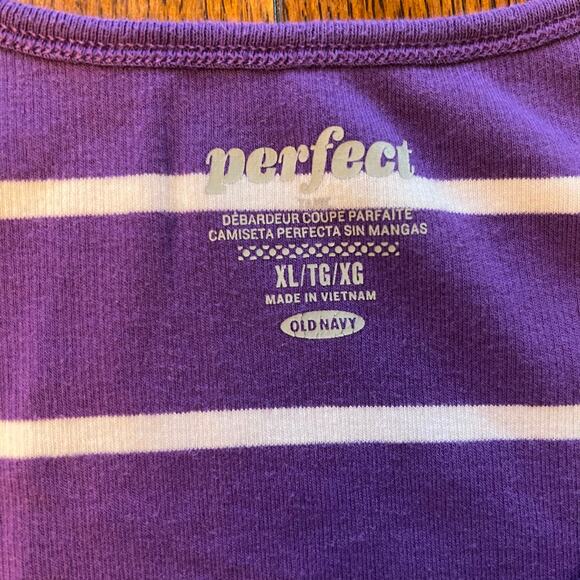 perfect
DÉBARDEUR COUPE PARFAITE
CAMISETA PERFECTA SIN MANGAS
XL/TG/XG
MADE IN VIETNAM
OLD NAVY